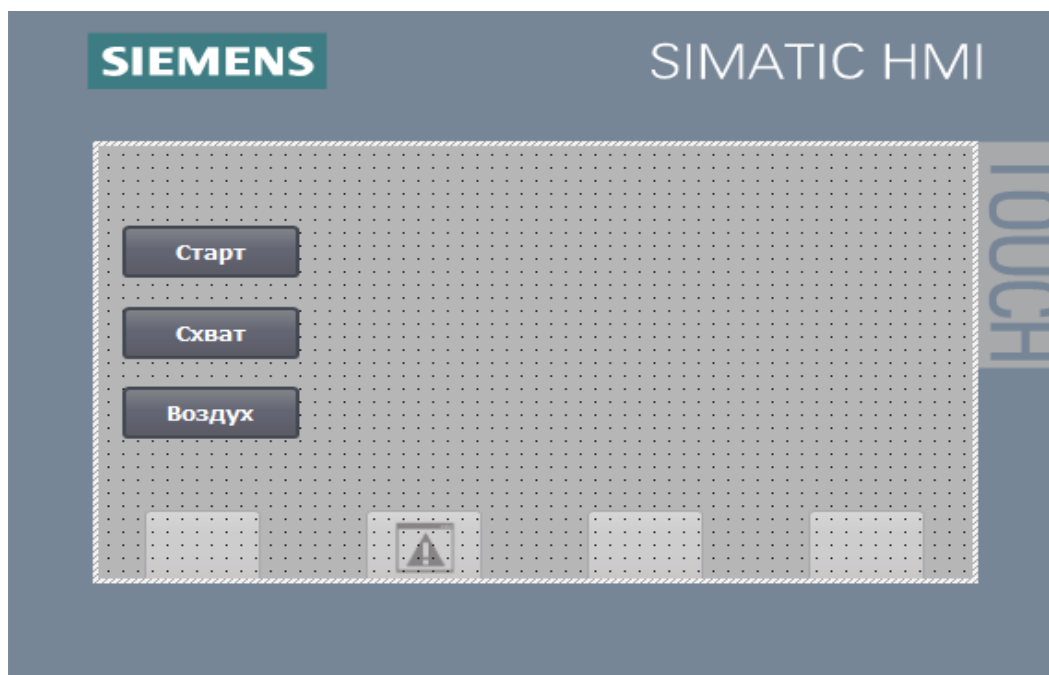 SIEMENS
SIMATIC HMI
TOUCH
Старт
Схват
Воздух